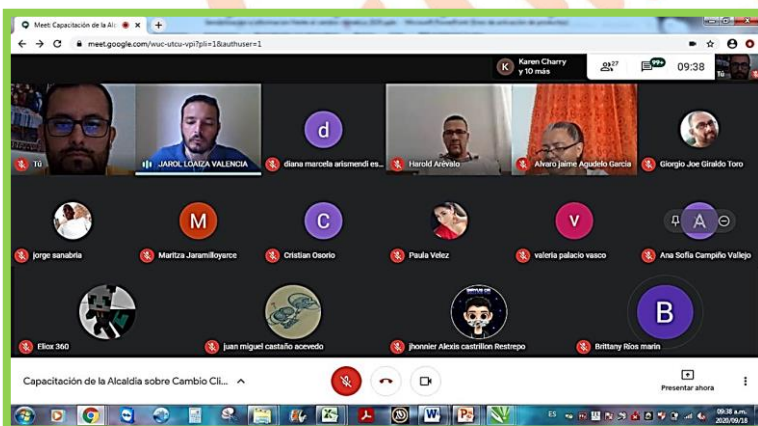 Meet: Capacitación de la Al
meet.google.com/wuc-utcu-vpi?pli=1&authuser=1
K
Karen Charry
y 10 más
27
99+
09:38
Tú
Tú
JAROL LOAIZA VALENCIA
d
diana marcela arismendi es...
Harold Arévalo
Alvaro Jaime Agudelo Garcia
Giorgio Joe Giraldo Toro
jorge sanabria
M
Maritza Jaramilloyarce
C
Cristian Osorio
Paula Velez
V
valeria palacio vasco
A
Ana Sofía Campiño Vallejo
Eliox 360
juan miguel castaño acevedo
jhonnier Alexis castrillon Restrepo
B
Brittany Ríos marin
Capacitación de la Alcaldía sobre Cambio Cli...
Presentar ahora
ES
09:38 a.m.
2020/09/18